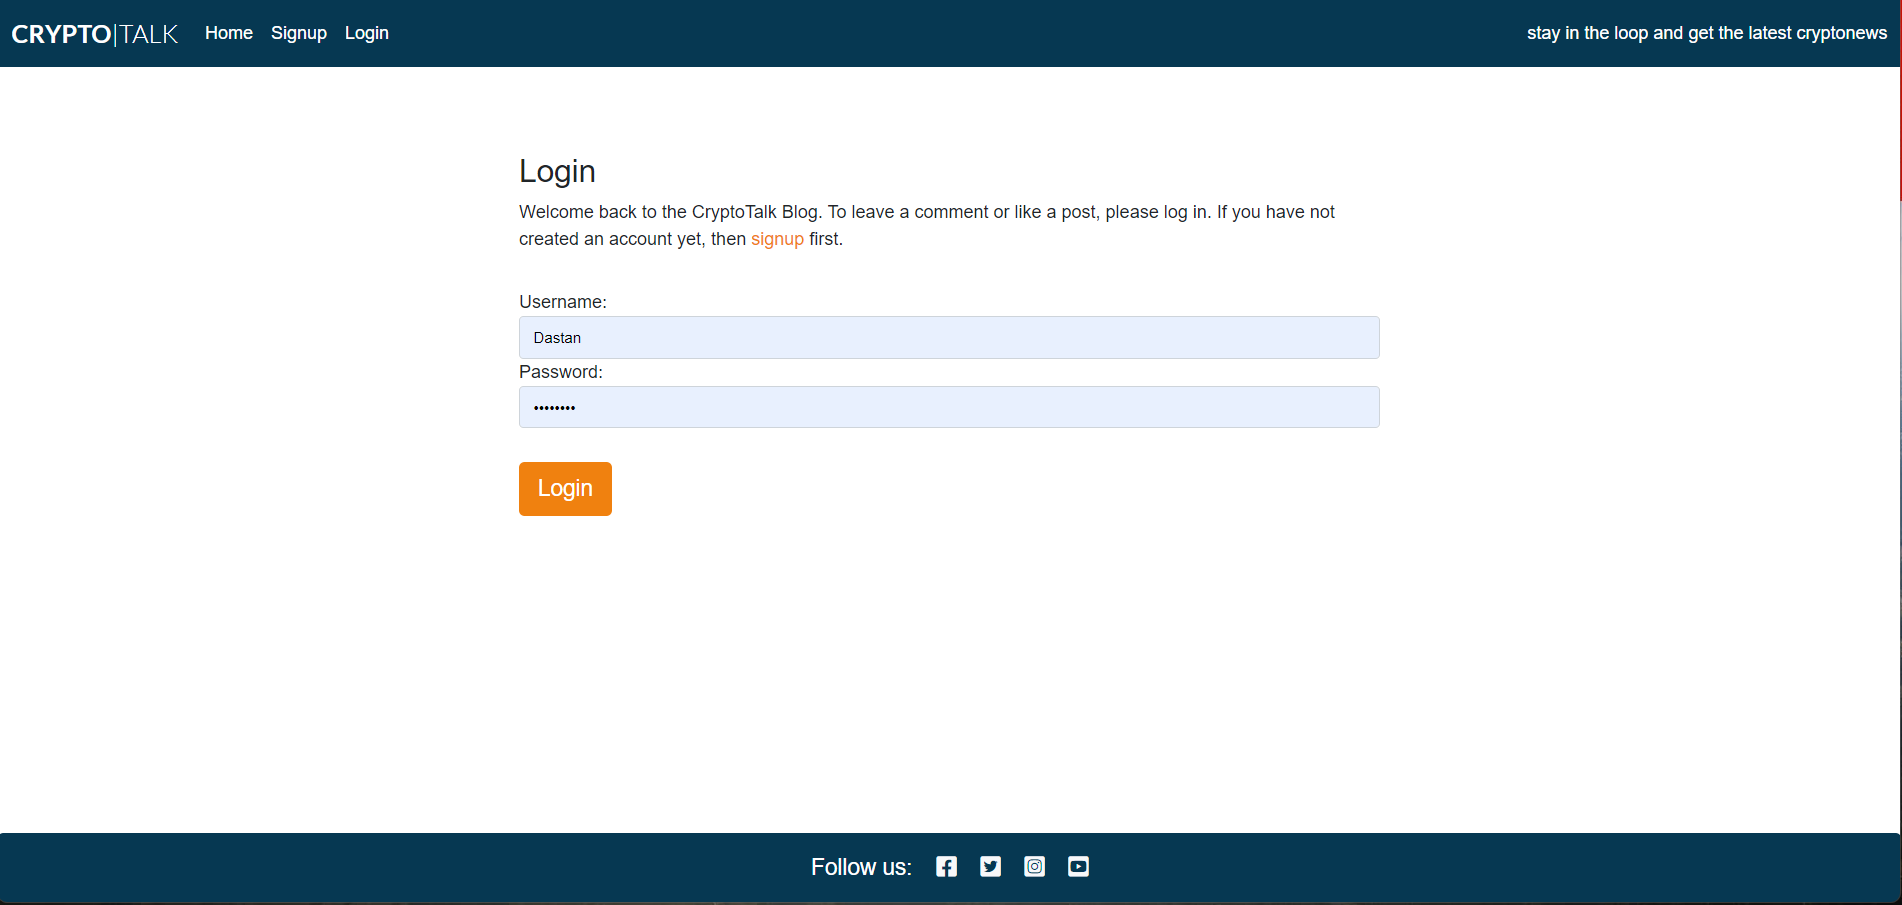 CRYPTO|TALK Home Signup Login stay in the loop and get the latest cryptonews
Login
Welcome back to the CryptoTalk Blog. To leave a comment or like a post, please log in. If you have not
created an account yet, then signup first.
Username:
Dastan
Password:
••••••••
Login
Follow us: